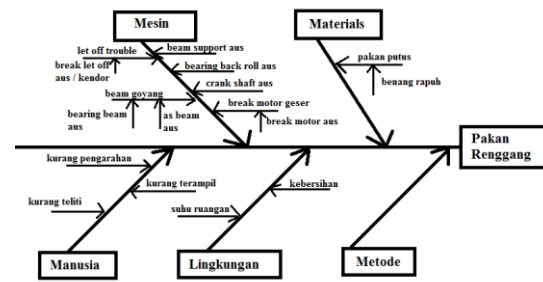 Mesin
Materials
beam support aus
let off trouble
break let off
aus / kendor
bearing back roll aus
pakan putus
benang rapuh
crank shaft aus
beam goyang
break motor geser
bearing beam
aus
as beam
aus
break motor aus
Pakan
Renggang
kurang pengarahan
kurang terampil
kebersihan
kurang teliti
suhu ruangan
Manusia
Lingkungan
Metode